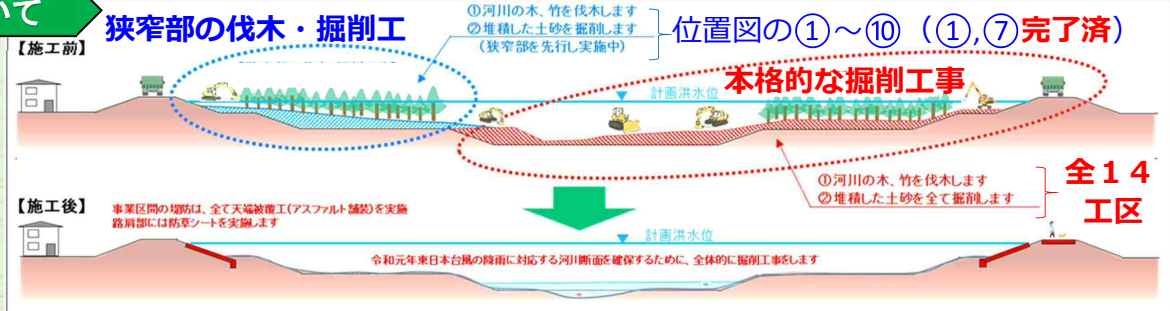 いて
狭窄部の伐木・掘削工
①河川の木、竹を伐木します
②堆積した土砂を掘削します
(狭窄部を先行し実施中)
位置図の①～⑩（①,⑦完了済）
【施工前】
計画洪水位
本格的な掘削工事
①河川の木、竹を伐木します
②堆積した土砂を全て掘削します
全１４
工区
【施工後】
事業区間の堤防は、全て天端被覆工(アスファルト舗装)を実施
路肩部には防草シートを実施します
計画洪水位
令和元年東日本台風の降雨に対応する河川断面を確保するために、全体的に掘削工事をします